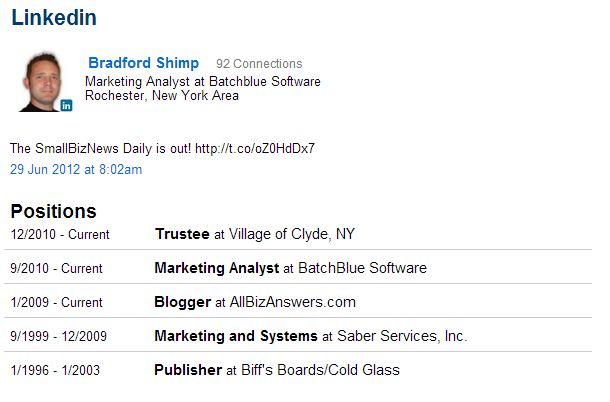 Linkedin
Bradford Shimp 92 Connections
Marketing Analyst at Batchblue Software
Rochester, New York Area
in
The SmallBizNews Daily is out! http://t.co/oZ0HdDx7
29 Jun 2012 at 8:02am
Positions
12/2010 - Current Trustee at Village of Clyde, NY
9/2010 - Current Marketing Analyst at BatchBlue Software
1/2009 - Current Blogger at AllBizAnswers.com
9/1999 - 12/2009 Marketing and Systems at Saber Services, Inc.
1/1996 - 1/2003 Publisher at Biff's Boards/Cold Glass